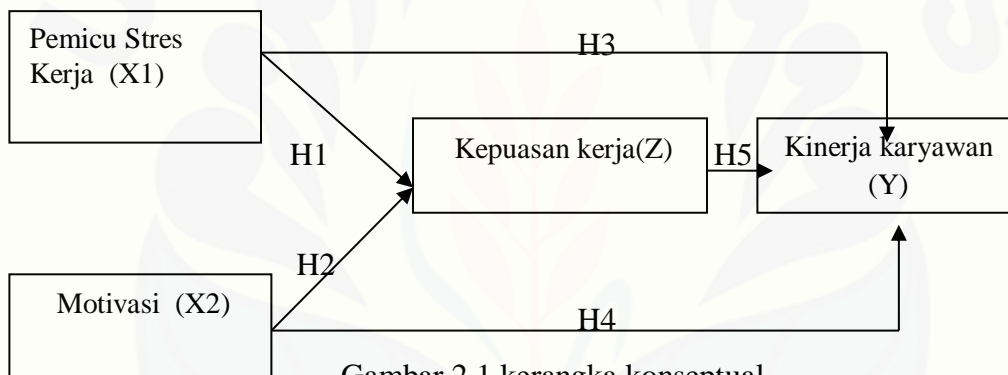 Pemicu Stres
Kerja (X1)
H3
H1
Kepuasan kerja(Z)
H5
Kinerja karyawan
(Y)
H2
Motivasi (X2)
H4
Gambar 2.1 kerangka konseptual